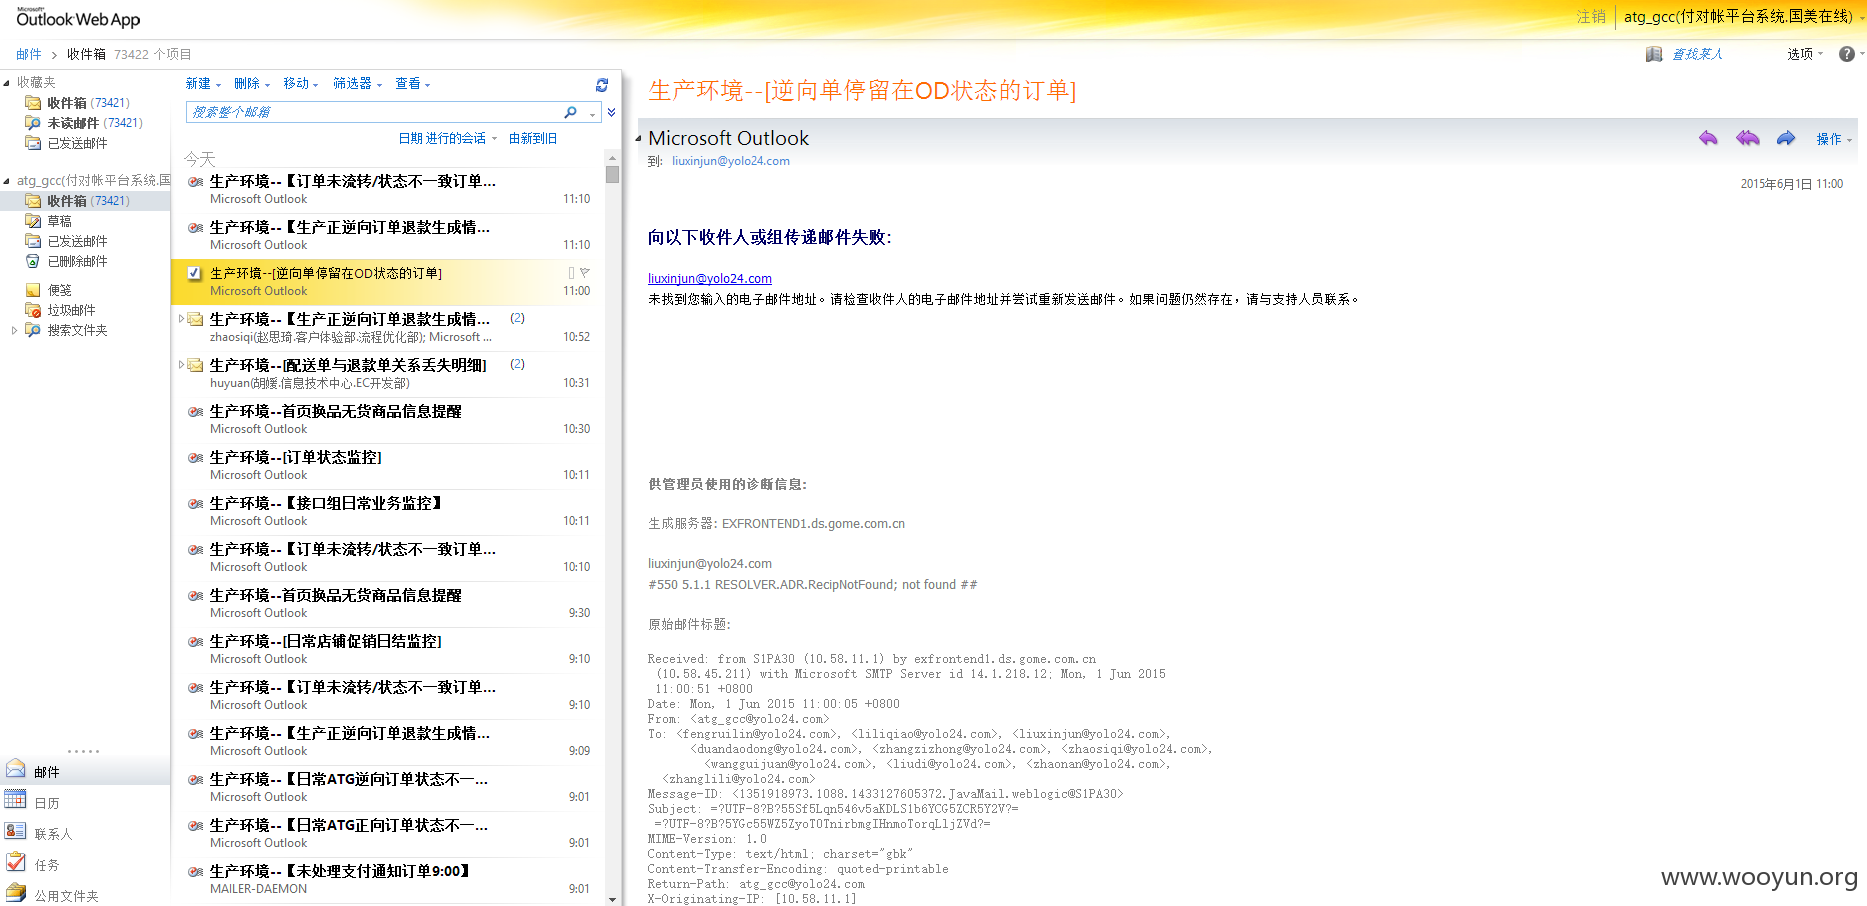 Microsoft®
Outlook Web App
注销
atg_gcc(付对帐平台系统.国美在线)
邮件 > 收件箱 73422 个项目
查找某人
选项
收藏夹
收件箱 (73421)
未读邮件 (73421)
已发送邮件
atg_gcc(付对帐平台系统.国
收件箱 (73421)
草稿
已发送邮件
已删除邮件
便笺
垃圾邮件
搜索文件夹
邮件
日历
联系人
任务
公用文件夹
新建 删除 移动 筛选器 查看
搜索整个邮箱
日期 进行的会话 由新到旧
今天
生产环境--【订单未流转/状态不一致订单...
Microsoft Outlook 11:10
生产环境--【生产正逆向订单退款生成情...
Microsoft Outlook 11:10
生产环境--[逆向单停留在OD状态的订单]
Microsoft Outlook 11:00
生产环境--【生产正逆向订单退款生成情... (2)
zhaosiqi(赵思琦.客户体验部.流程优化部); Microsoft ... 10:52
生产环境--[配送单与退款单关系丢失明细] (2)
huyuan(胡媛.信息技术中心.EC开发部) 10:31
生产环境--首页换品无货商品信息提醒
Microsoft Outlook 10:30
生产环境--[订单状态监控]
Microsoft Outlook 10:11
生产环境--【接口组日常业务监控】
Microsoft Outlook 10:11
生产环境--【订单未流转/状态不一致订单...
Microsoft Outlook 10:10
生产环境--首页换品无货商品信息提醒
Microsoft Outlook 9:30
生产环境--[日常店铺促销日结监控]
Microsoft Outlook 9:10
生产环境--【订单未流转/状态不一致订单...
Microsoft Outlook 9:10
生产环境--【生产正逆向订单退款生成情...
Microsoft Outlook 9:09
生产环境--【日常ATG逆向订单状态不一...
Microsoft Outlook 9:01
生产环境--【日常ATG正向订单状态不一...
Microsoft Outlook 9:01
生产环境--【未处理支付通知订单9:00】
MAILER-DAEMON 9:01
生产环境--[逆向单停留在OD状态的订单]
Microsoft Outlook
操作
到: liuxinjun@yolo24.com
2015年6月1日 11:00
向以下收件人或组传递邮件失败:
liuxinjun@yolo24.com
未找到您输入的电子邮件地址。请检查收件人的电子邮件地址并尝试重新发送邮件。如果问题仍然存在，请与支持人员联系。
供管理员使用的诊断信息:
生成服务器: EXFRONTEND1.ds.gome.com.cn
liuxinjun@yolo24.com
#550 5.1.1 RESOLVER.ADR.RecipNotFound; not found ##
原始邮件标题:
Received: from S1PA30 (10.58.11.1) by exfrontend1.ds.gome.com.cn
(10.58.45.211) with Microsoft SMTP Server id 14.1.218.12; Mon, 1 Jun 2015
11:00:51 +0800
Date: Mon, 1 Jun 2015 11:00:05 +0800
From: <atg_gcc@yolo24.com>
To: <fengruilin@yolo24.com>, <liliqiao@yolo24.com>, <liuxinjun@yolo24.com>,
<duandaodong@yolo24.com>, <zhangzizhong@yolo24.com>, <zhaosiqi@yolo24.com>,
<wangguijuan@yolo24.com>, <liudi@yolo24.com>, <zhaonan@yolo24.com>,
<zhanglili@yolo24.com>
Message-ID: <1351918973.1088.1433127605372.JavaMail.weblogic@S1PA30>
Subject: =?UTF-8?B?55Sf5Lqn546v5aKDLS1b6YCG5ZCR5Y2V?=
=?UTF-8?B?5YGc55WZ5ZyoT0TnirbmgIHnmoTorqLljZVd?=
MIME-Version: 1.0
Content-Type: text/html; charset="gbk"
Content-Transfer-Encoding: quoted-printable
Return-Path: atg_gcc@yolo24.com
X-Originating-IP: [10.58.11.1]
www.wooyun.org